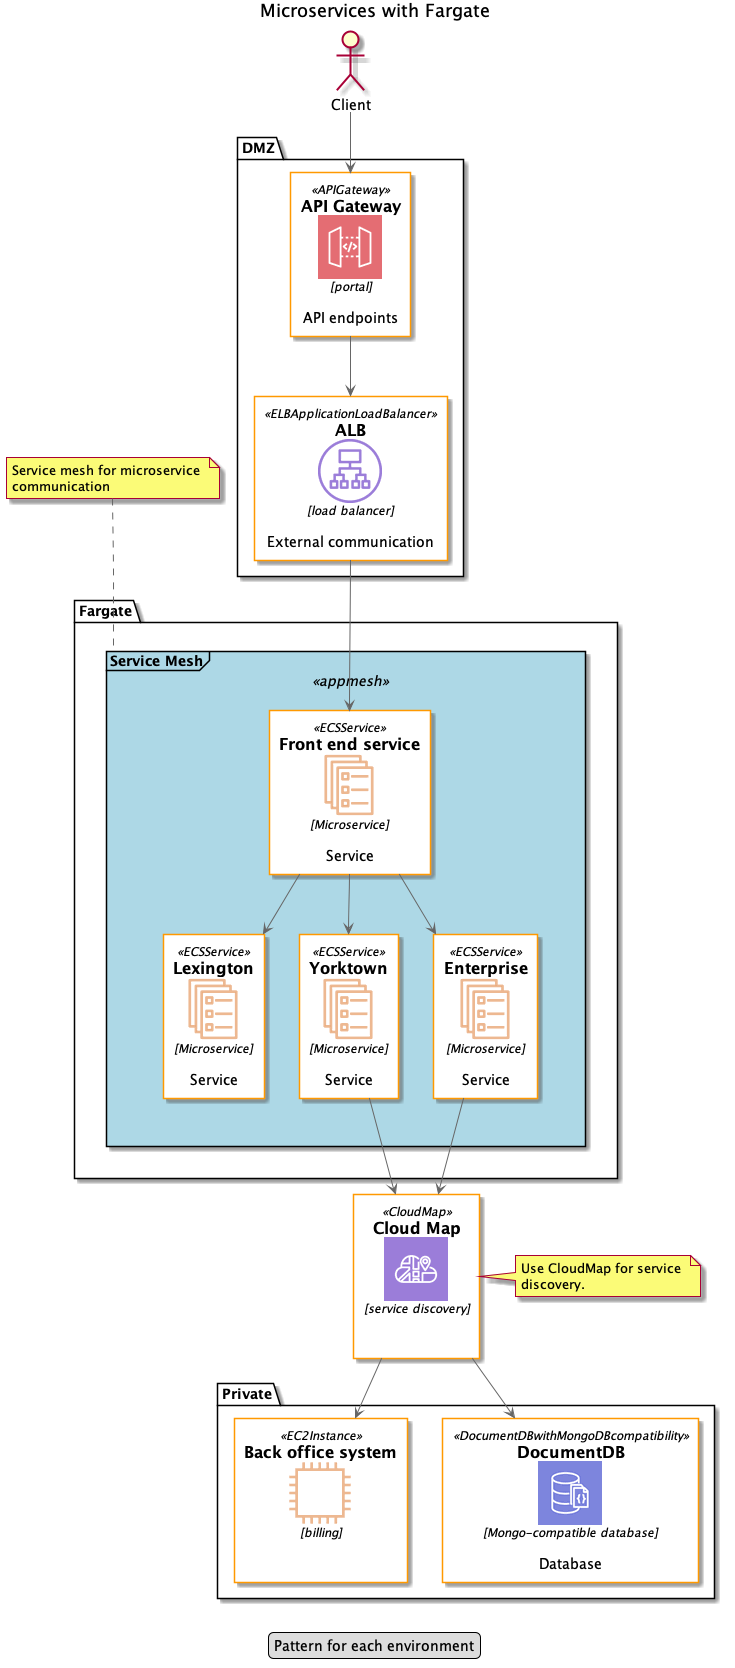 Microservices with Fargate
Client
DMZ
«APIGateway»
API Gateway
[portal]
API endpoints
«ELBApplicationLoadBalancer»
ALB
[load balancer]
External communication
Service mesh for microservice
communication
Fargate
Service Mesh
«appmesh»
«ECSService»
Front end service
[Microservice]
Service
«ECSService»
Lexington
[Microservice]
Service
«ECSService»
Yorktown
[Microservice]
Service
«ECSService»
Enterprise
[Microservice]
Service
«CloudMap»
Cloud Map
[service discovery]
Use CloudMap for service
discovery.
Private
«EC2Instance»
Back office system
[billing]
«DocumentDBwithMongoDBcompatibility»
DocumentDB
[Mongo-compatible database]
Database
Pattern for each environment